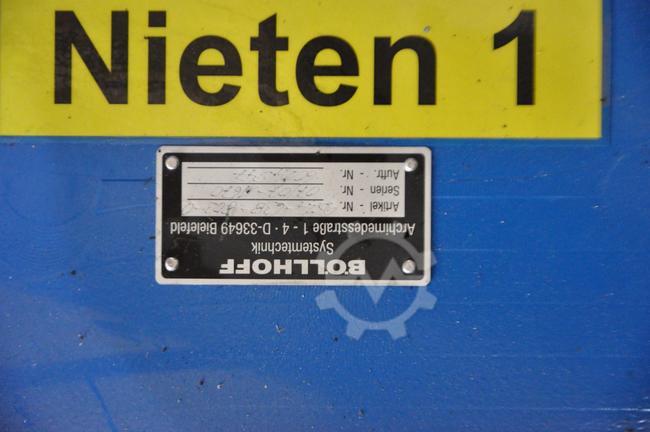 Nieten 1
BÖLLHOFF
Systemtechnik
Archimedesstraße 1 - 4 · D-33649 Bielefeld
Artikel - Nr.
Serien - Nr.
Auftr. - Nr.